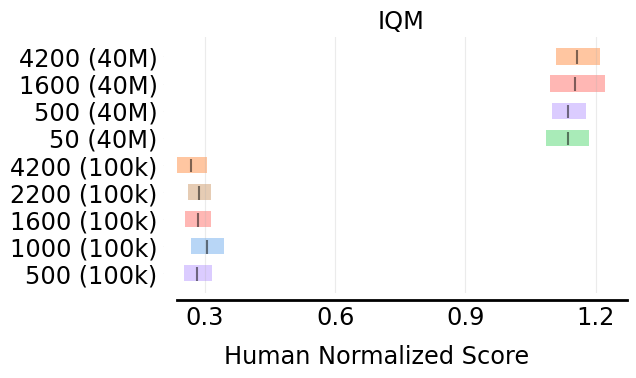 IQM
4200 (40M)
1600 (40M)
500 (40M)
50 (40M)
4200 (100k)
2200 (100k)
1600 (100k)
1000 (100k)
500 (100k)
0.3 0.6 0.9 1.2
Human Normalized Score